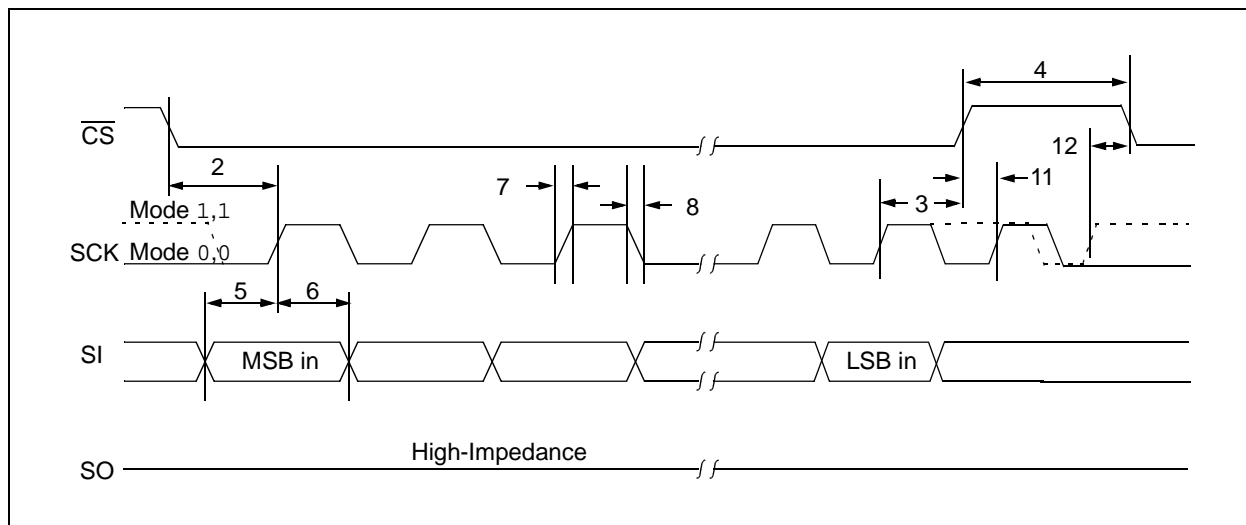 4
CS
12
2
7
11
3
8
Mode 1,1
SCK Mode 0,0
5
6
SI
MSB in
LSB in
High-Impedance
SO